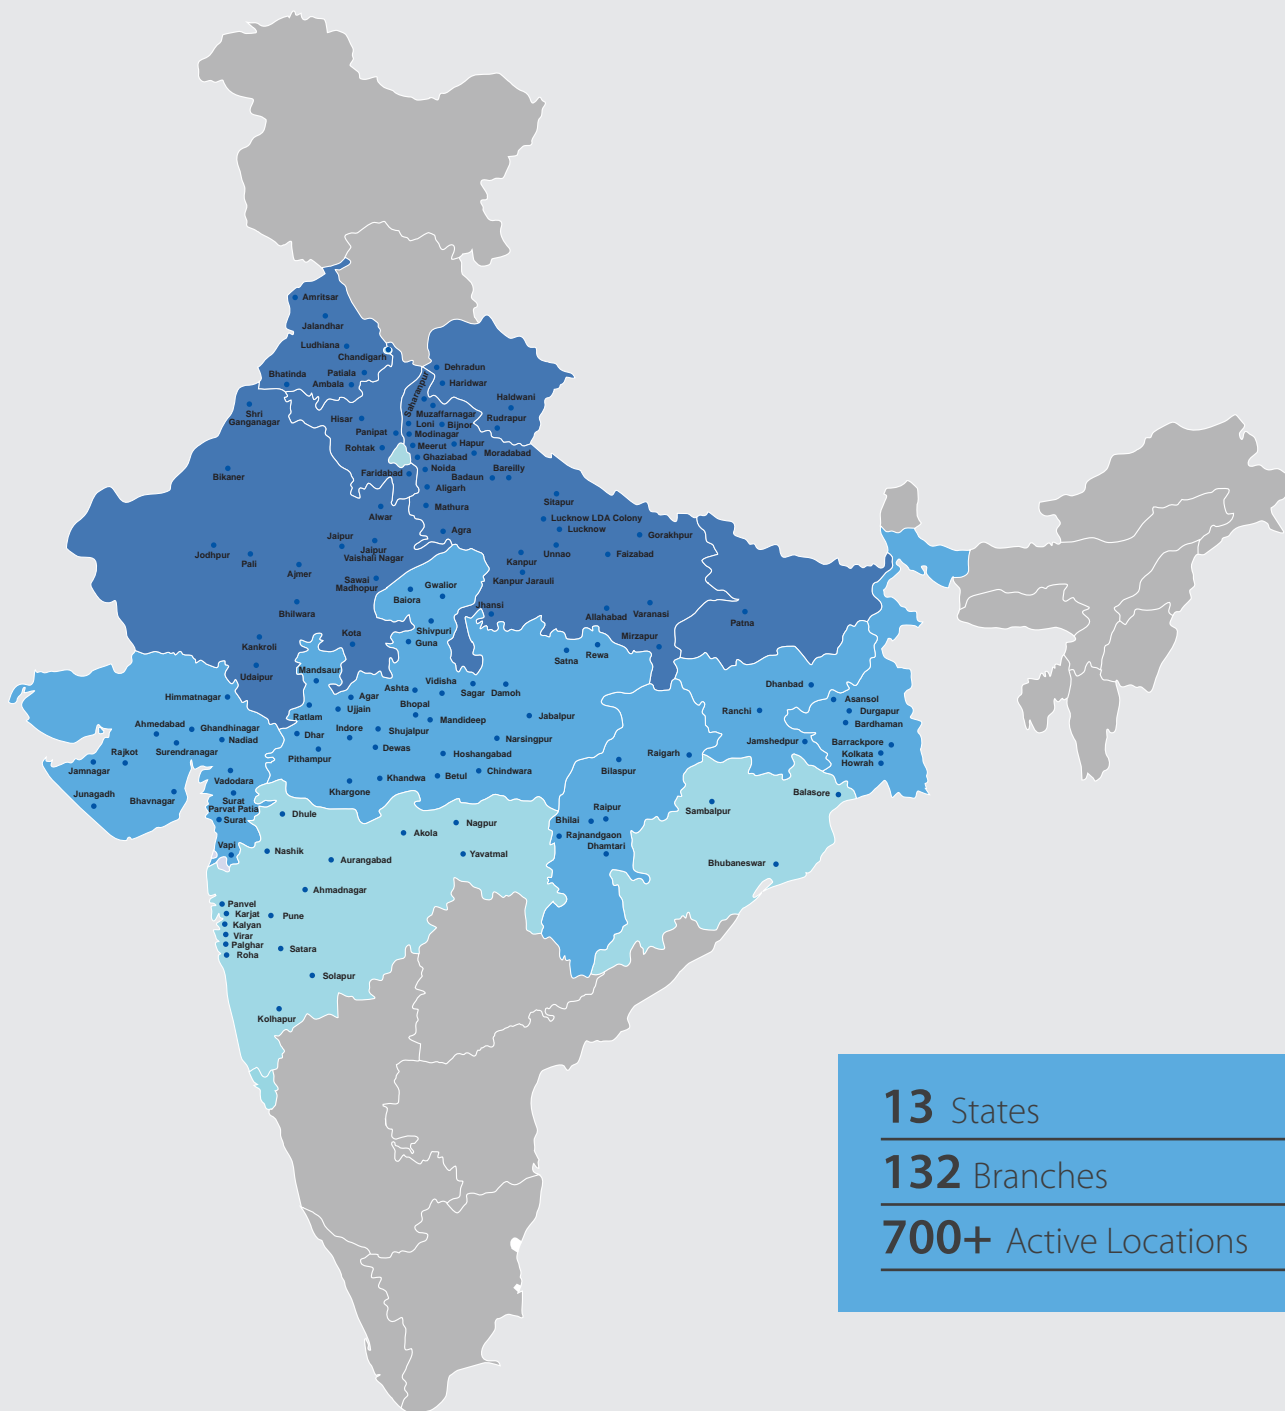 Amritsar
Jalandhar
Ludhiana
Chandigarh
Patiala
Bhatinda
Ambala
Dehradun
Haridwar
Saharanpur
Haldwani
Muzaffarnagar
Rudrapur
Shri
Ganganagar
Hisar
Loni
Bijnor
Panipat
Modinagar
Rohtak
Meerut
Hapur
Moradabad
Ghaziabad
Faridabad
Noida
Bareilly
Badaun
Bikaner
Aligarh
Sitapur
Mathura
Alwar
Lucknow LDA Colony
Lucknow
Agra
Gorakhpur
Jaipur
Jaipur
Vaishali Nagar
Jodhpur
Pali
Unnao
Faizabad
Kanpur
Ajmer
Kanpur Jarauli
Sawai
Madhopur
Gwalior
Baiora
Bhilwara
Jhansi
Allahabad
Varanasi
Patna
Kota
Shivpuri
Guna
Mirzapur
Kankroli
Satna
Rewa
Udaipur
Mandsaur
Himmatnagar
Agar
Ashta
Vidisha
Sagar
Damoh
Dhanbad
Asansol
Ratlam
Ujjain
Bhopal
Mandideep
Jabalpur
Ranchi
Durgapur
Bardhaman
Ahmedabad
Ghandhinagar
Nadiad
Dhar
Indore
Shujalpur
Narsingpur
Jamshedpur
Barrackpore
Rajkot
Surendranagar
Pithampur
Dewas
Hoshangabad
Raigarh
Kolkata
Howrah
Jamnagar
Vadodara
Khandwa
Betul
Chindwara
Bilaspur
Junagadh
Bhavnagar
Khargone
Balasore
Surat
Parvat Patia
Surat
Dhule
Nagpur
Akola
Raipur
Bhilai
Sambalpur
Rajnandgaon
Dhamtari
Vapi
Nashik
Aurangabad
Yavatmal
Bhubaneswar
Ahmadnagar
Panvel
Karjat
Pune
Kalyan
Virar
Palghar
Roha
Satara
Solapur
Kolhapur
13 States
132 Branches
700+ Active Locations